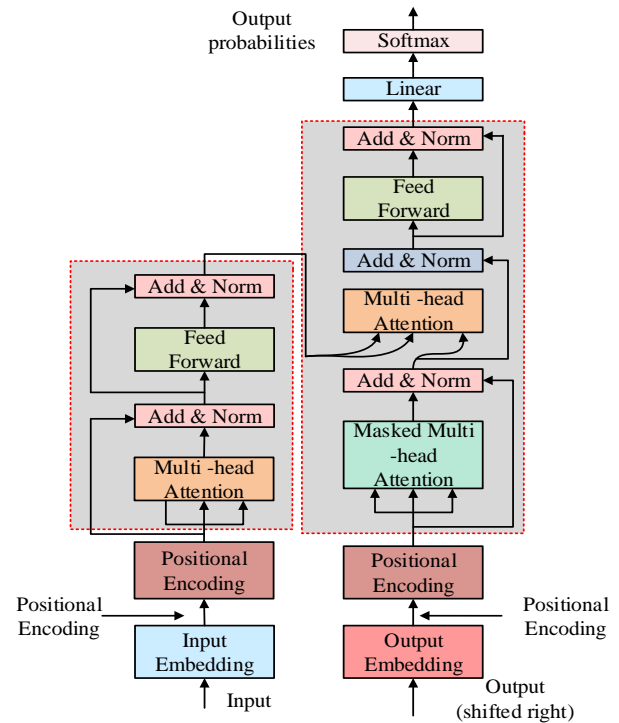 Output
probabilities
Softmax
Linear
Add & Norm
Feed
Forward
Add & Norm
Multi -head
Attention
Add & Norm
Masked Multi
-head
Attention
Add & Norm
Feed
Forward
Add & Norm
Multi -head
Attention
Positional
Encoding
Positional
Encoding
Input
Embedding
Input
Positional
Encoding
Positional
Encoding
Output
Embedding
Output
(shifted right)